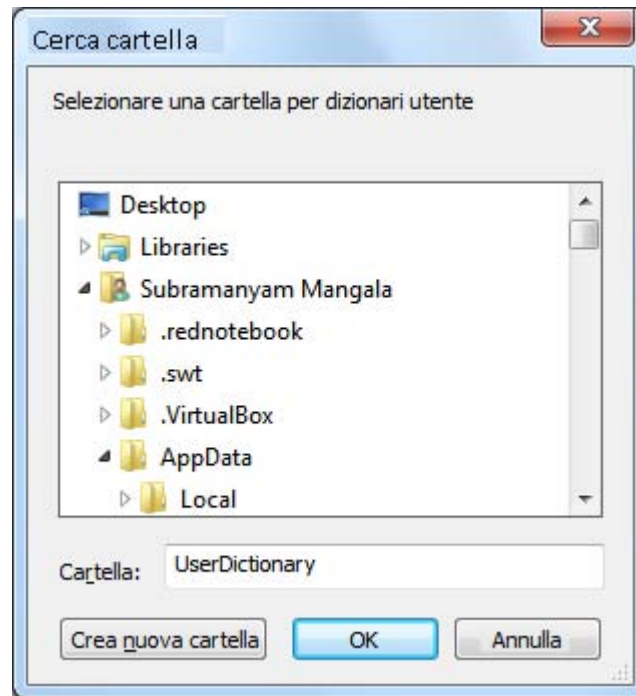 Cerca cartella
Selezionare una cartella per dizionari utente
Desktop
Libraries
Subramanyam Mangala
.rednotebook
.swt
.VirtualBox
AppData
Local
Cartella: UserDictionary
Crea nuova cartella OK Annulla